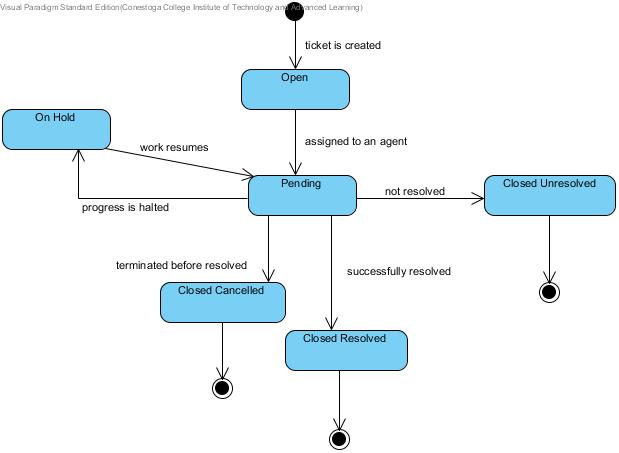 Visual Paradigm Standard Edition(Conestoga College Institute of Technology and Advanced Learning)
ticket is created
Open
On Hold
assigned to an agent
work resumes
Pending
not resolved
Closed Unresolved
progress is halted
terminated before resolved
successfully resolved
Closed Cancelled
Closed Resolved